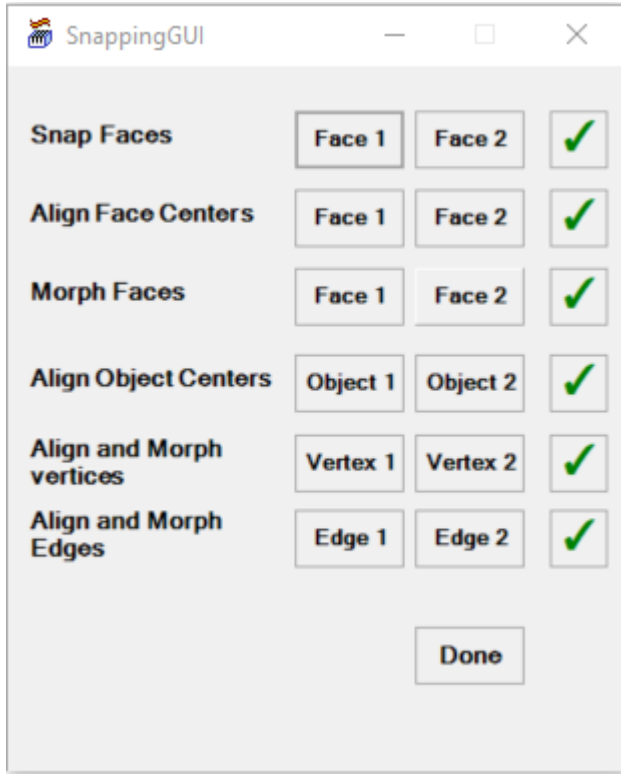 SnappingGUI
Snap Faces Face 1 Face 2 ✓
Align Face Centers Face 1 Face 2 ✓
Morph Faces Face 1 Face 2 ✓
Align Object Centers Object 1 Object 2 ✓
Align and Morph
vertices Vertex 1 Vertex 2 ✓
Align and Morph
Edges Edge 1 Edge 2 ✓
Done